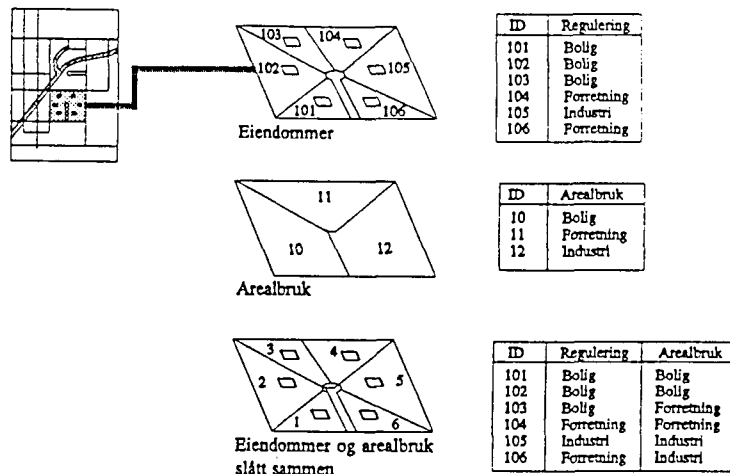 103
104
102
105
101
106
Eiendommer
ID Regulering
101 Bolig
102 Bolig
103 Bolig
104 Forretning
105 Industri
106 Forretning
11
10
12
Arealbruk
ID Arealbruk
10 Bolig
11 Forretning
12 Industri
3
4
2
5
1
6
Eiendommer og arealbruk
slått sammen
ID Regulering Arealbruk
101 Bolig Bolig
102 Bolig Bolig
103 Bolig Forretning
104 Forretning Forretning
105 Industri Industri
106 Forretning Industri